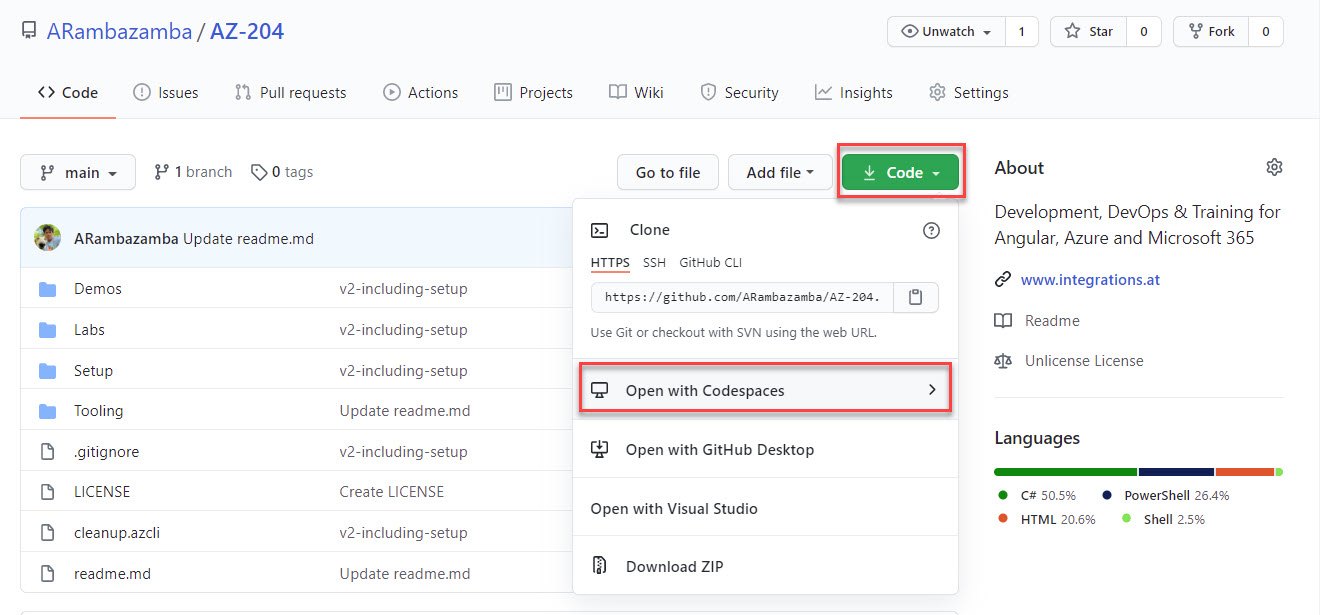 ARambazamba / AZ-204
Unwatch 1 Star 0 Fork 0
Code Issues Pull requests Actions Projects Wiki Security Insights Settings
main 1 branch 0 tags Go to file Add file Code
ARambazamba Update readme.md
Demos v2-including-setup
Labs v2-including-setup
Setup v2-including-setup
Tooling Update readme.md
.gitignore v2-including-setup
LICENSE Create LICENSE
cleanup.azcli v2-including-setup
readme.md Update readme.md
Clone
HTTPS SSH GitHub CLI
https://github.com/ARambazamba/AZ-204.
Use Git or checkout with SVN using the web URL.
Open with Codespaces
Open with GitHub Desktop
Open with Visual Studio
Download ZIP
About
Development, DevOps & Training for
Angular, Azure and Microsoft 365
www.integrations.at
Readme
Unlicense License
Languages
C# 50.5% PowerShell 26.4%
HTML 20.6% Shell 2.5%